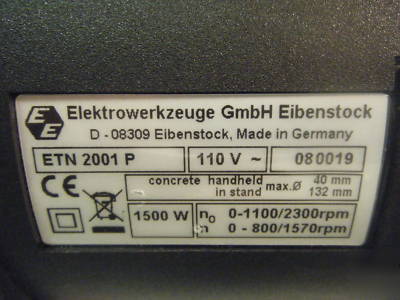 EE Elektrowerkzeuge GmbH Eibenstock
D - 08309 Eibenstock, Made in Germany
ETN 2001 P 110 V ~ 080019
CE concrete handheld max.Ø 40 mm
in stand 132 mm
1500 W n₀ 0-1100/2300rpm
n 0 - 800/1570rpm